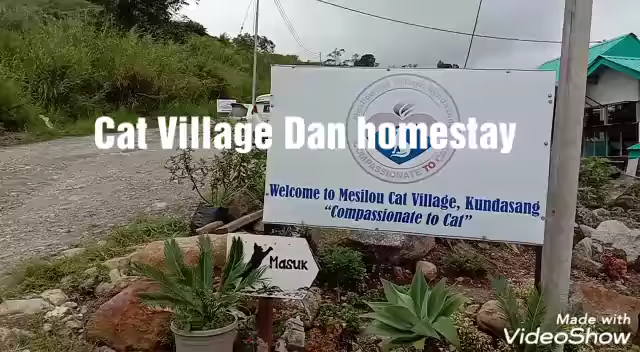 Cat Village Dan homestay
COMPASSIONATE TO CAT
Welcome to Mesilou Cat Village, Kundasang
"Compassionate to Cat"
Masuk
Made with
VideoShow